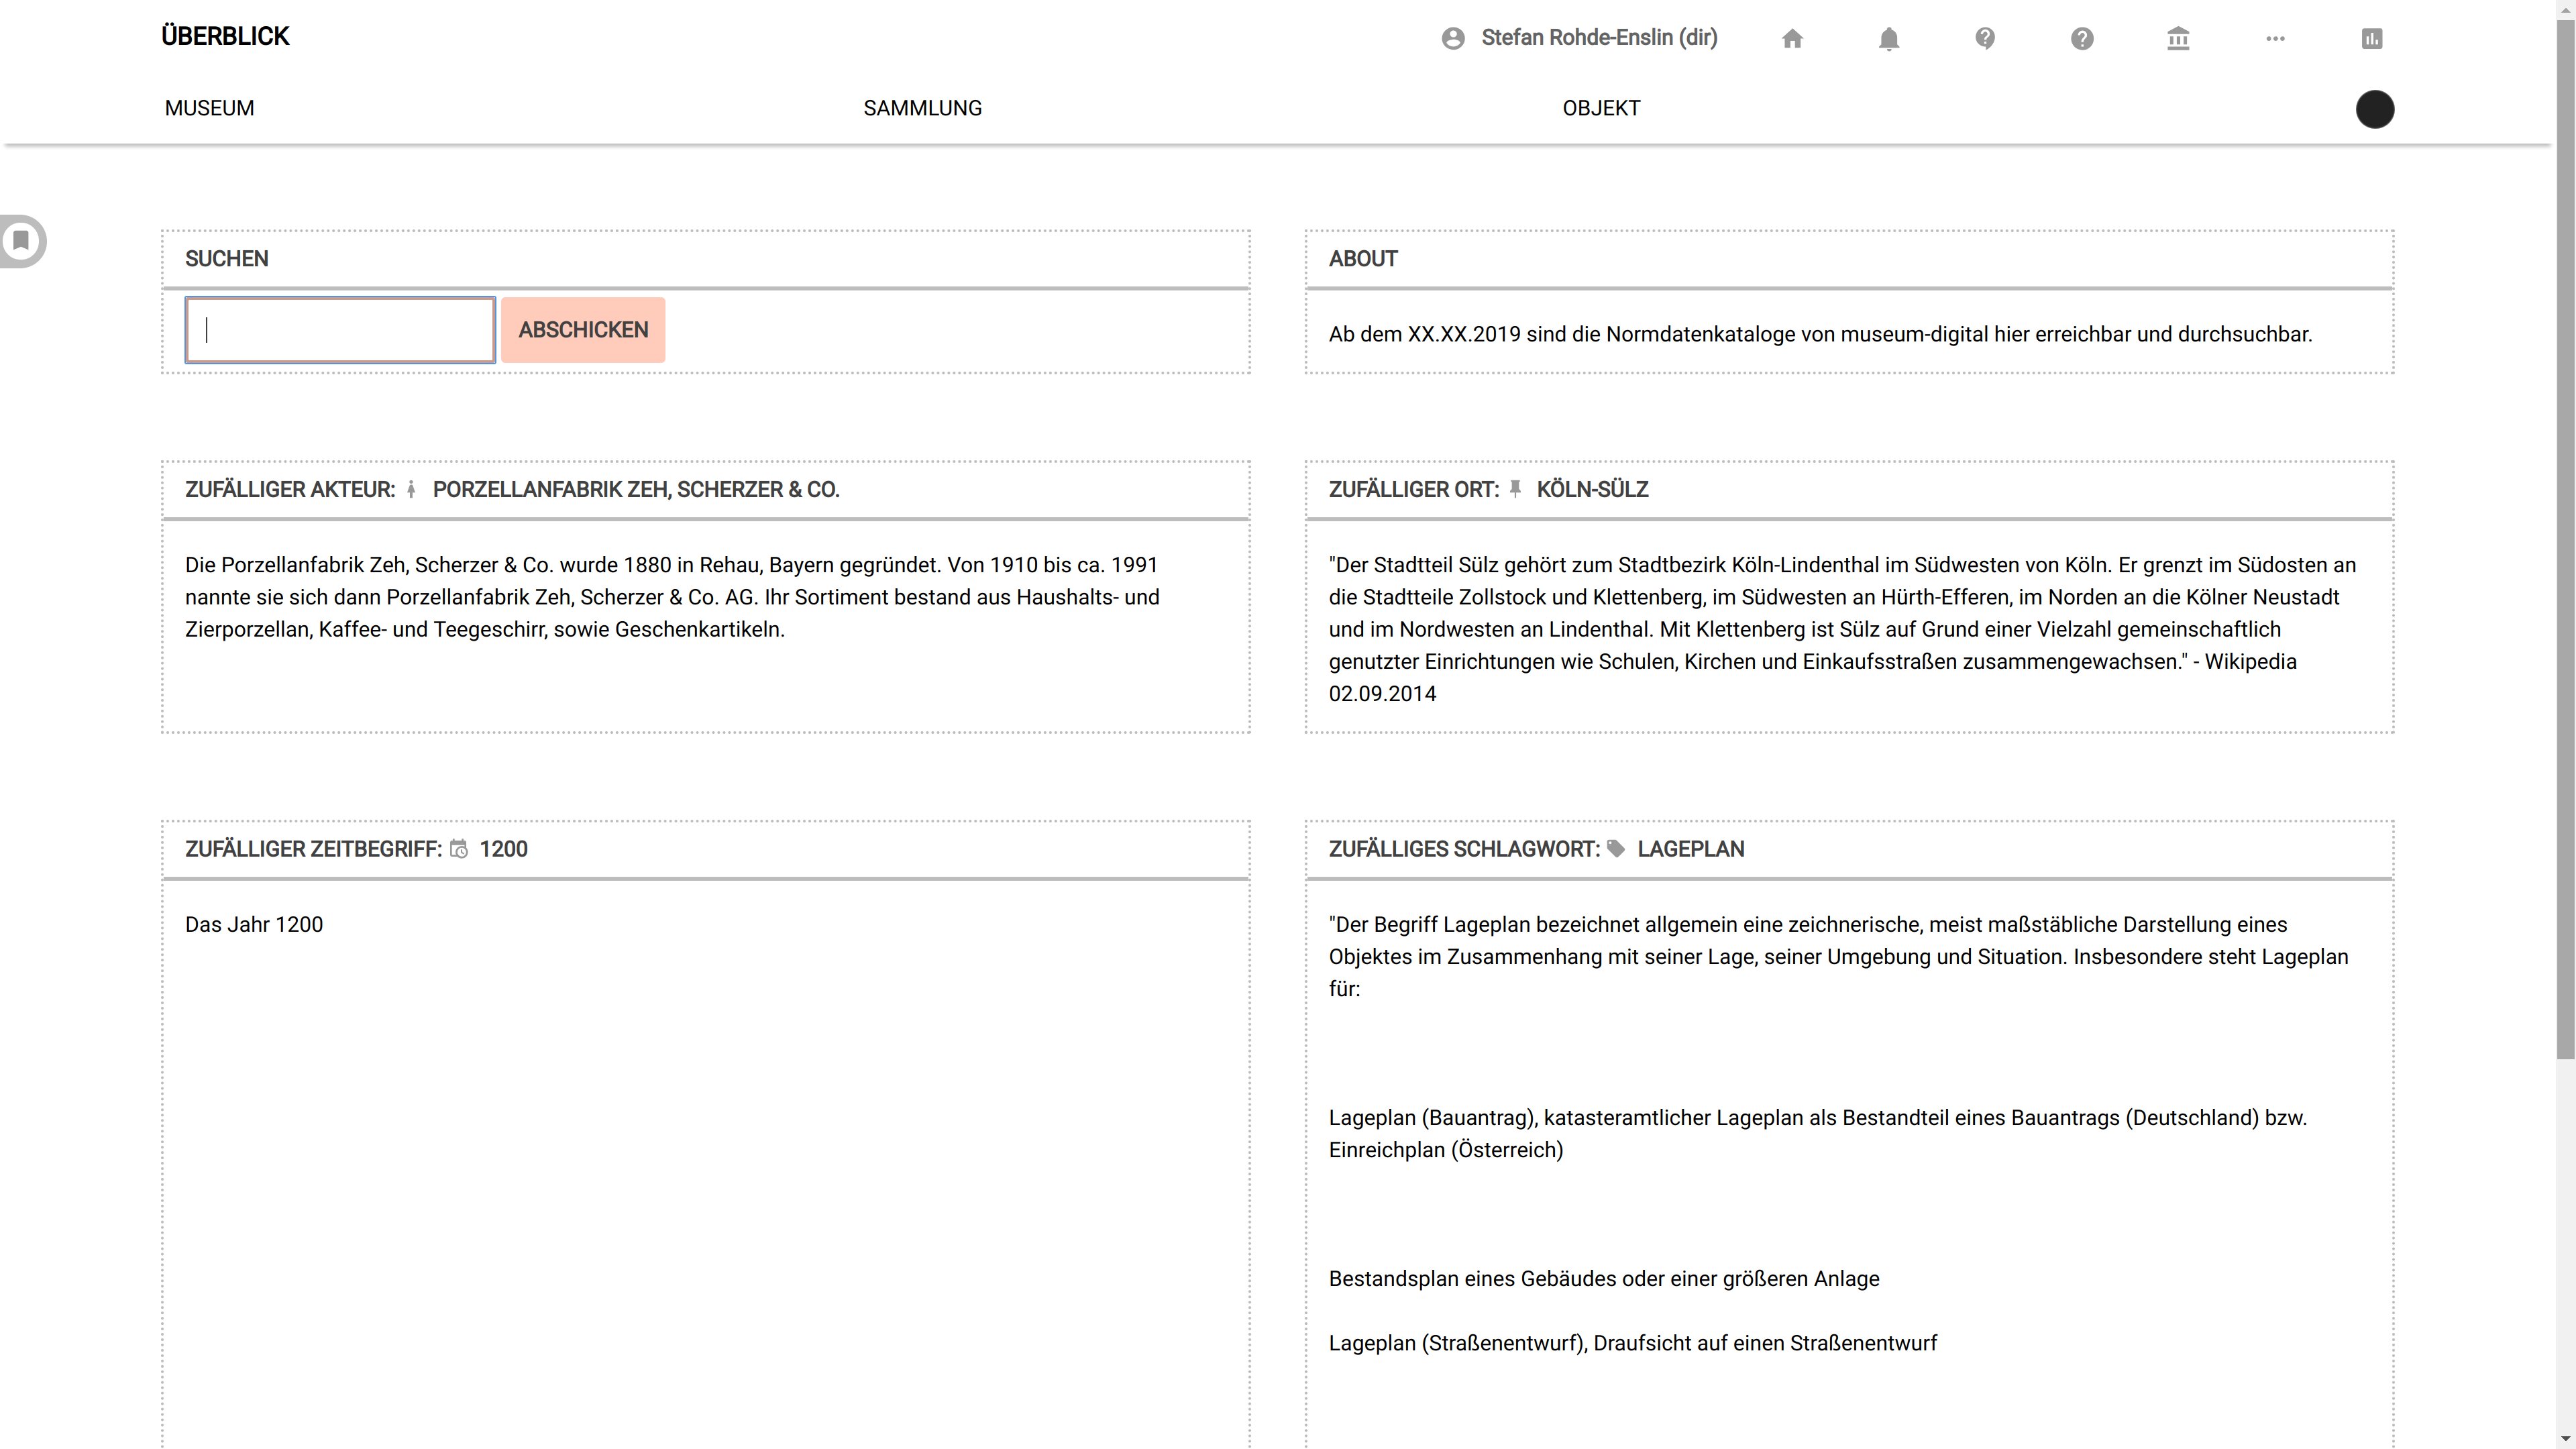 ÜBERBLICK
Stefan Rohde-Enslin (dir)
MUSEUM
SAMMLUNG
OBJEKT
SUCHEN
ABSCHICKEN
ABOUT
Ab dem XX.XX.2019 sind die Normdatenkataloge von museum-digital hier erreichbar und durchsuchbar.
ZUFÄLLIGER AKTEUR: PORZELLANFABRIK ZEH, SCHERZER & CO.
Die Porzellanfabrik Zeh, Scherzer & Co. wurde 1880 in Rehau, Bayern gegründet. Von 1910 bis ca. 1991
nannte sie sich dann Porzellanfabrik Zeh, Scherzer & Co. AG. Ihr Sortiment bestand aus Haushalts- und
Zierporzellan, Kaffee- und Teegeschirr, sowie Geschenkartikeln.
ZUFÄLLIGER ORT: KÖLN-SÜLZ
"Der Stadtteil Sülz gehört zum Stadtbezirk Köln-Lindenthal im Südwesten von Köln. Er grenzt im Südosten an
die Stadtteile Zollstock und Klettenberg, im Südwesten an Hürth-Efferen, im Norden an die Kölner Neustadt
und im Nordwesten an Lindenthal. Mit Klettenberg ist Sülz auf Grund einer Vielzahl gemeinschaftlich
genutzter Einrichtungen wie Schulen, Kirchen und Einkaufsstraßen zusammengewachsen." - Wikipedia
02.09.2014
ZUFÄLLIGER ZEITBEGRIFF: 1200
Das Jahr 1200
ZUFÄLLIGES SCHLAGWORT: LAGEPLAN
"Der Begriff Lageplan bezeichnet allgemein eine zeichnerische, meist maßstäbliche Darstellung eines
Objektes im Zusammenhang mit seiner Lage, seiner Umgebung und Situation. Insbesondere steht Lageplan
für:
Lageplan (Bauantrag), katasteramtlicher Lageplan als Bestandteil eines Bauantrags (Deutschland) bzw.
Einreichplan (Österreich)
Bestandsplan eines Gebäudes oder einer größeren Anlage
Lageplan (Straßenentwurf), Draufsicht auf einen Straßenentwurf